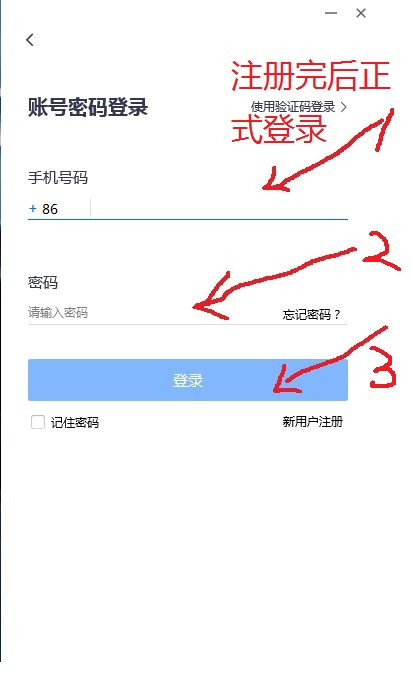 注册完后正
式登录
账号密码登录
使用验证码登录 >
1
手机号码
+ 86
2
密码
请输入密码
忘记密码？
3
登录
记住密码
新用户注册